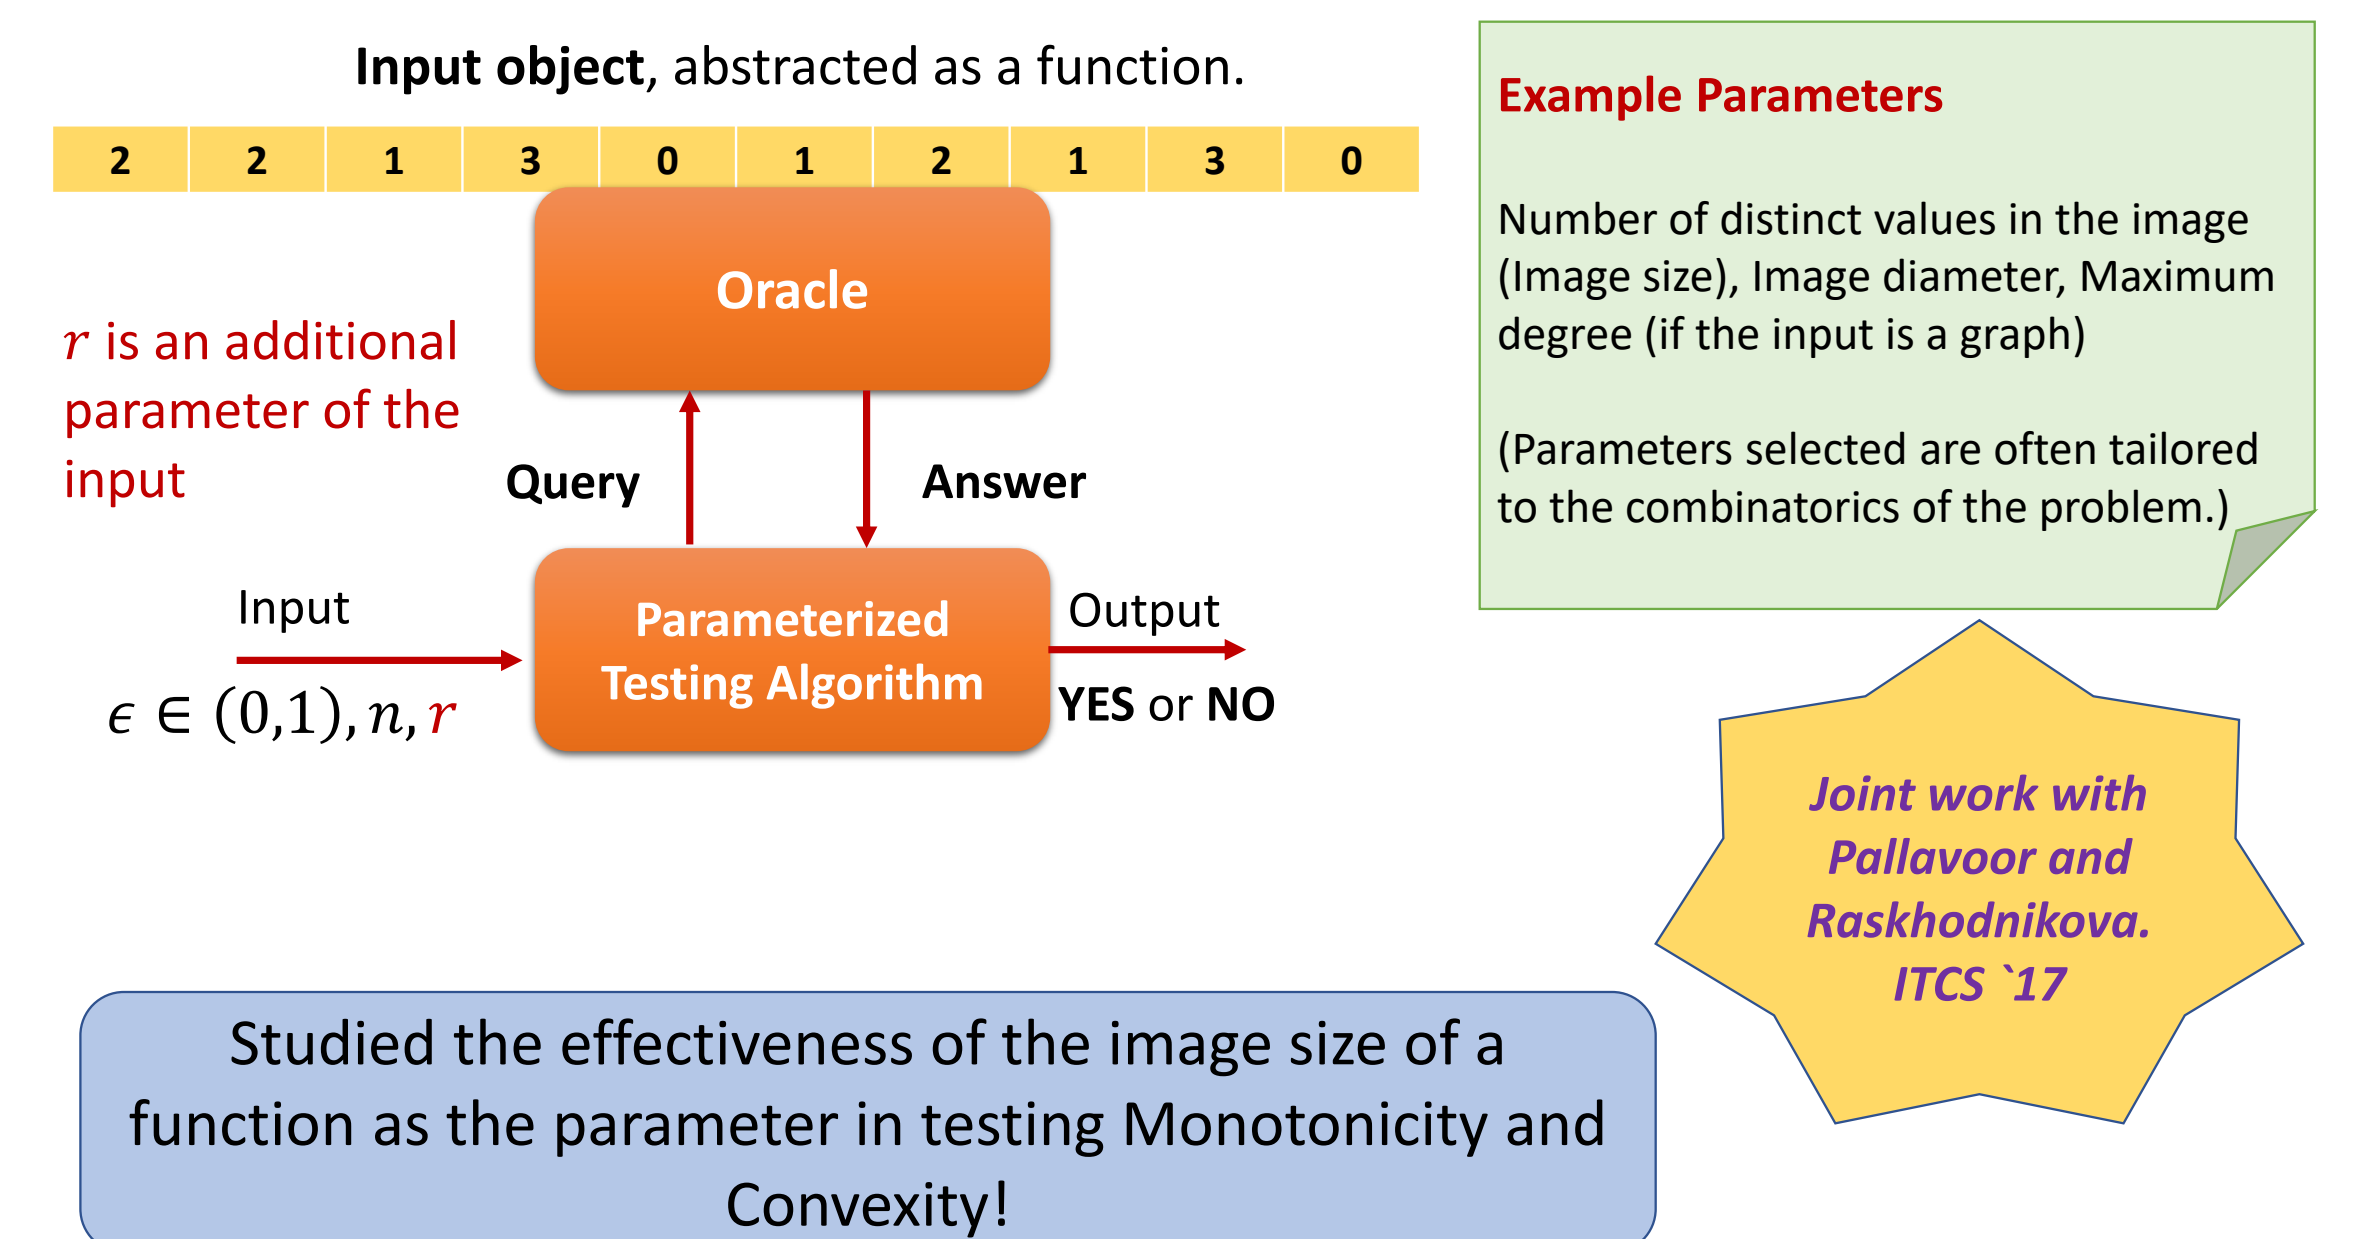 Input object, abstracted as a function.
2 2 1 3 0 1 2 1 3 0
Oracle
r is an additional
parameter of the
input
Query
Answer
Input
ϵ ∈ (0,1), n, r
Parameterized
Testing Algorithm
Output
YES or NO
Example Parameters
Number of distinct values in the image
(Image size), Image diameter, Maximum
degree (if the input is a graph)
(Parameters selected are often tailored
to the combinatorics of the problem.)
Joint work with
Pallavoor and
Raskhodnikova.
ITCS `17
Studied the effectiveness of the image size of a
function as the parameter in testing Monotonicity and
Convexity!